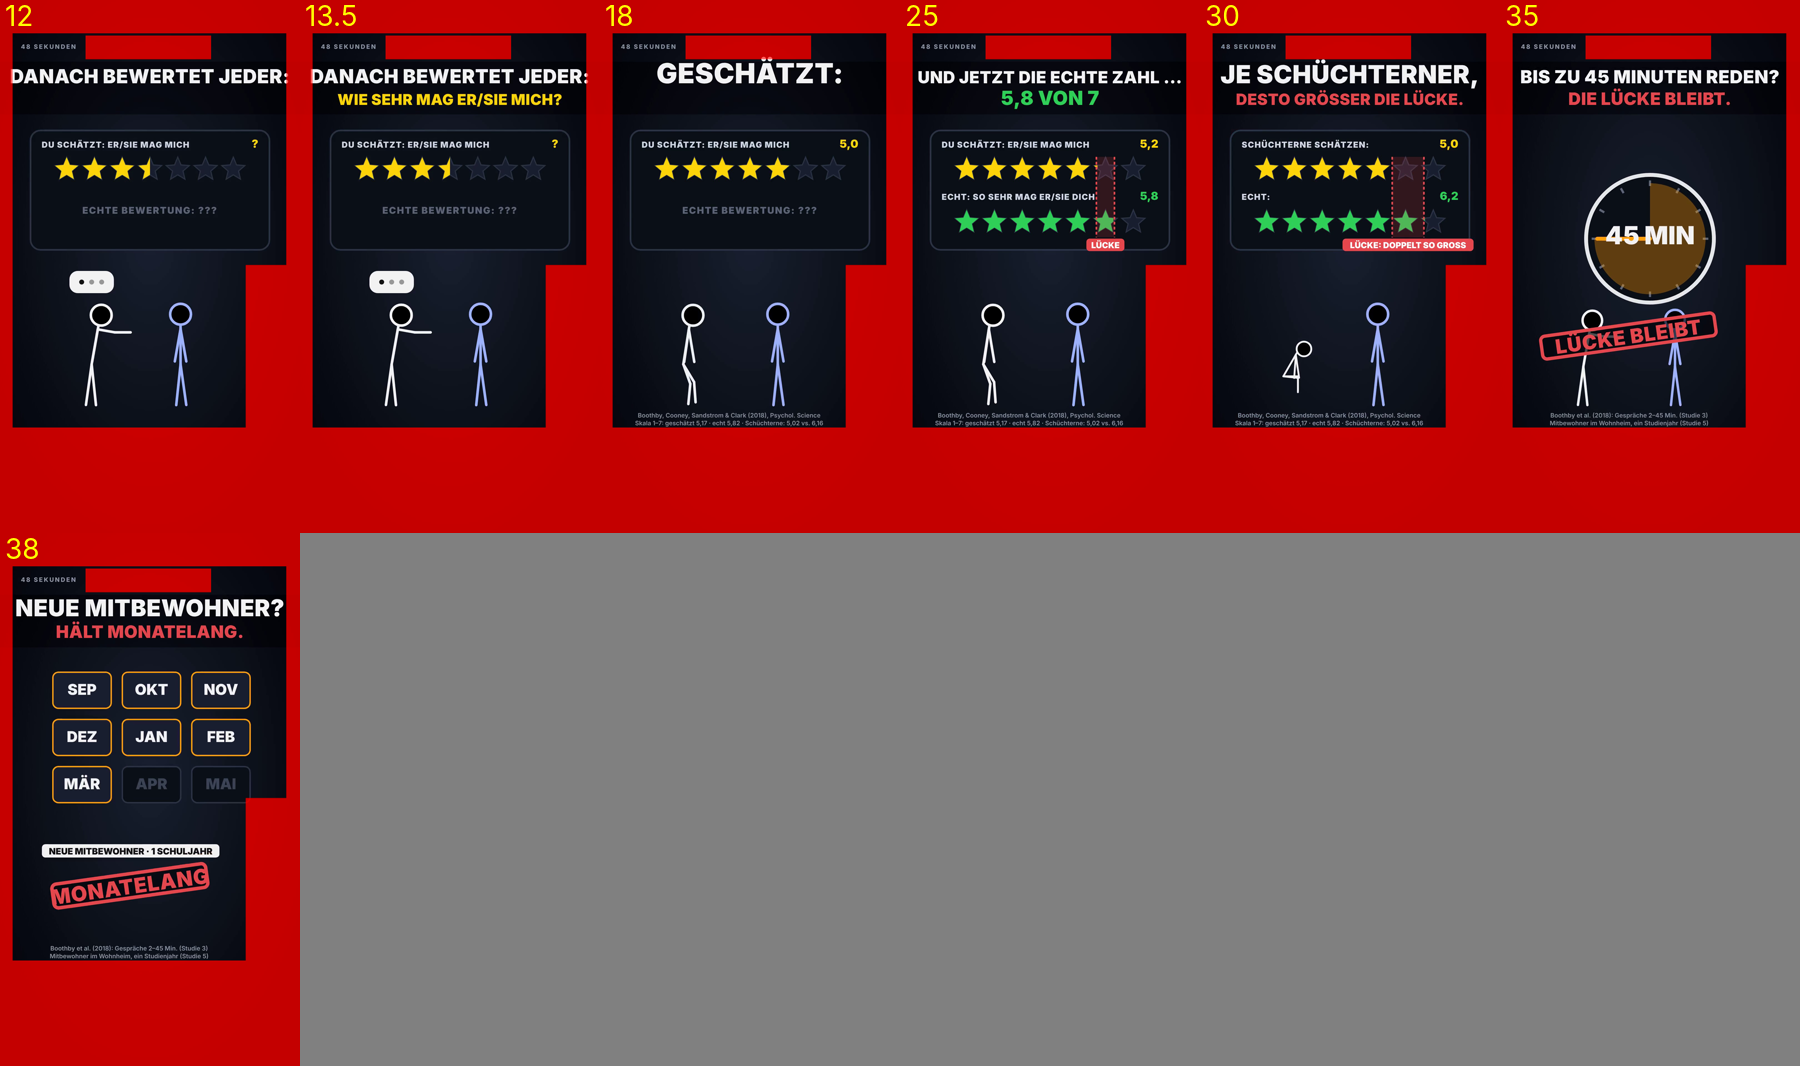 12
48 SEKUNDEN
DANACH BEWERTET JEDER:
DU SCHÄTZT: ER/SIE MAG MICH ?
ECHTE BEWERTUNG: ???
13.5
48 SEKUNDEN
DANACH BEWERTET JEDER:
WIE SEHR MAG ER/SIE MICH?
DU SCHÄTZT: ER/SIE MAG MICH ?
ECHTE BEWERTUNG: ???
18
48 SEKUNDEN
GESCHÄTZT:
DU SCHÄTZT: ER/SIE MAG MICH 5,0
ECHTE BEWERTUNG: ???
Boothby, Cooney, Sandstrom & Clark (2018), Psychol. Science
Skala 1–7: geschätzt 5,17 · echt 5,82 · Schüchterne: 5,02 vs. 6,16
25
48 SEKUNDEN
UND JETZT DIE ECHTE ZAHL ...
5,8 VON 7
DU SCHÄTZT: ER/SIE MAG MICH 5,2
ECHT: SO SEHR MAG ER/SIE DICH 5,8
LÜCKE
Boothby, Cooney, Sandstrom & Clark (2018), Psychol. Science
Skala 1–7: geschätzt 5,17 · echt 5,82 · Schüchterne: 5,02 vs. 6,16
30
48 SEKUNDEN
JE SCHÜCHTERNER,
DESTO GRÖSSER DIE LÜCKE.
SCHÜCHTERNE SCHÄTZEN: 5,0
ECHT: 6,2
LÜCKE: DOPPELT SO GROSS
Boothby, Cooney, Sandstrom & Clark (2018), Psychol. Science
Skala 1–7: geschätzt 5,17 · echt 5,82 · Schüchterne: 5,02 vs. 6,16
35
48 SEKUNDEN
BIS ZU 45 MINUTEN REDEN?
DIE LÜCKE BLEIBT.
45 MIN
LÜCKE BLEIBT
Boothby et al. (2018): Gespräche 2–45 Min. (Studie 3)
Mitbewohner im Wohnheim, ein Studienjahr (Studie 5)
38
48 SEKUNDEN
NEUE MITBEWOHNER?
HÄLT MONATELANG.
SEP OKT NOV
DEZ JAN FEB
MÄR APR MAI
NEUE MITBEWOHNER · 1 SCHULJAHR
MONATELANG
Boothby et al. (2018): Gespräche 2–45 Min. (Studie 3)
Mitbewohner im Wohnheim, ein Studienjahr (Studie 5)